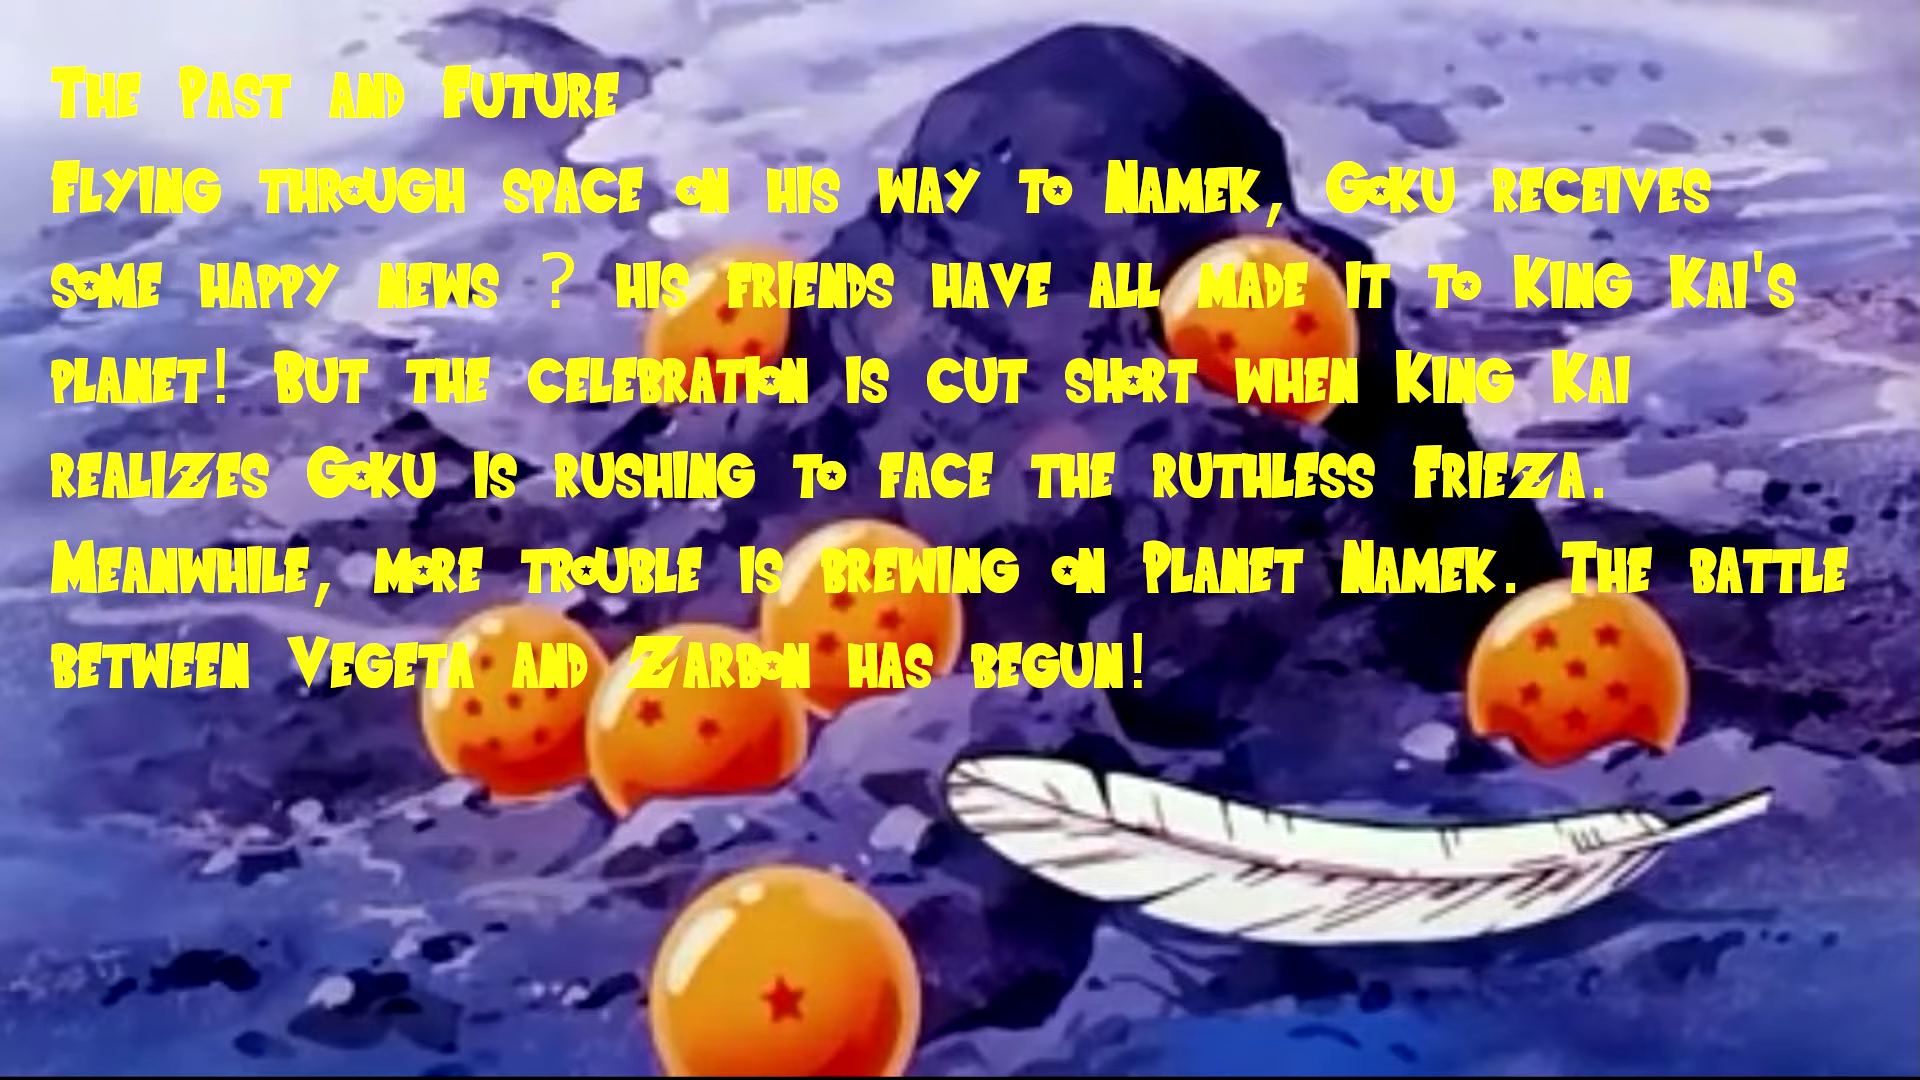 The Past and Future
Flying through space on his way to Namek, Goku receives
some happy news ? his friends have all made it to King Kai's
planet! But the celebration is cut short when King Kai
realizes Goku is rushing to face the ruthless Frieza.
Meanwhile, more trouble is brewing on Planet Namek. The battle
between Vegeta and Zarbon has begun!